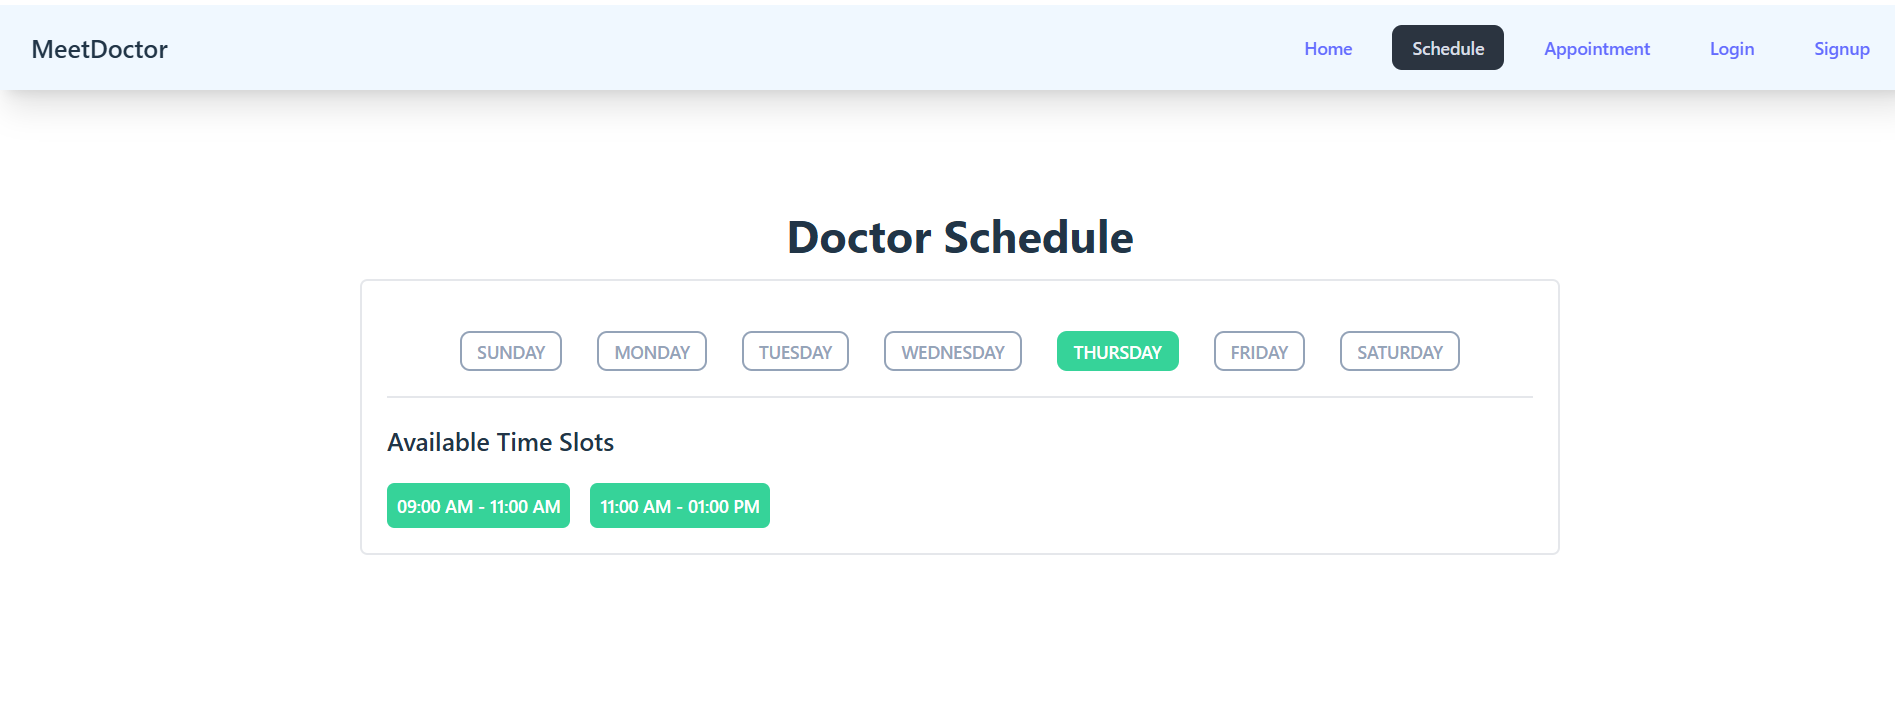 MeetDoctor Home Schedule Appointment Login Signup
Doctor Schedule
SUNDAY MONDAY TUESDAY WEDNESDAY THURSDAY FRIDAY SATURDAY
Available Time Slots
09:00 AM - 11:00 AM 11:00 AM - 01:00 PM